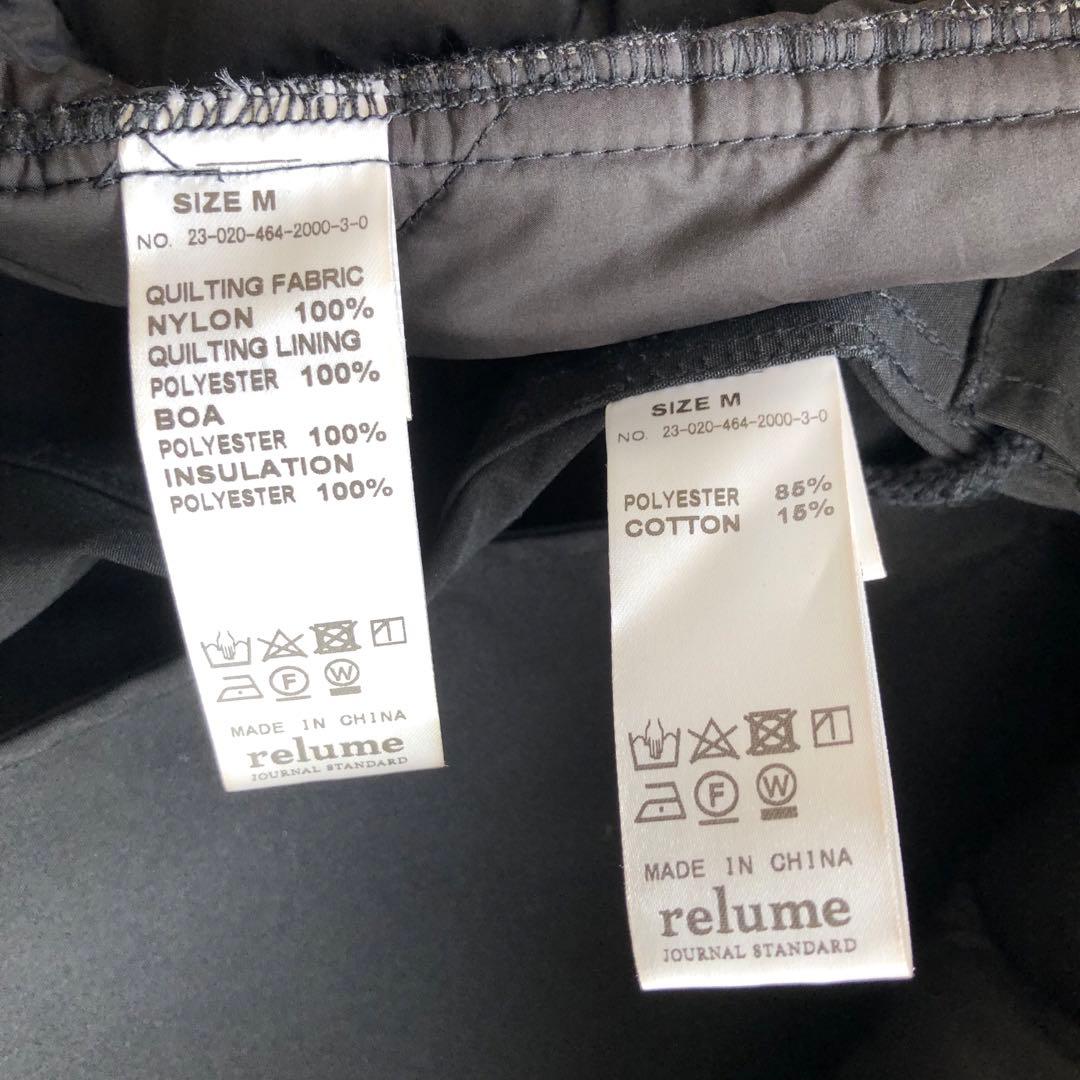 SIZE M
NO. 23-020-464-2000-3-0
QUILTING FABRIC
NYLON 100%
QUILTING LINING
POLYESTER 100%
BOA
POLYESTER 100%
INSULATION
POLYESTER 100%
F W
MADE IN CHINA
relume
JOURNAL STANDARD
SIZE M
NO. 23-020-464-2000-3-0
POLYESTER 85%
COTTON 15%
F W
MADE IN CHINA
relume
JOURNAL STANDARD